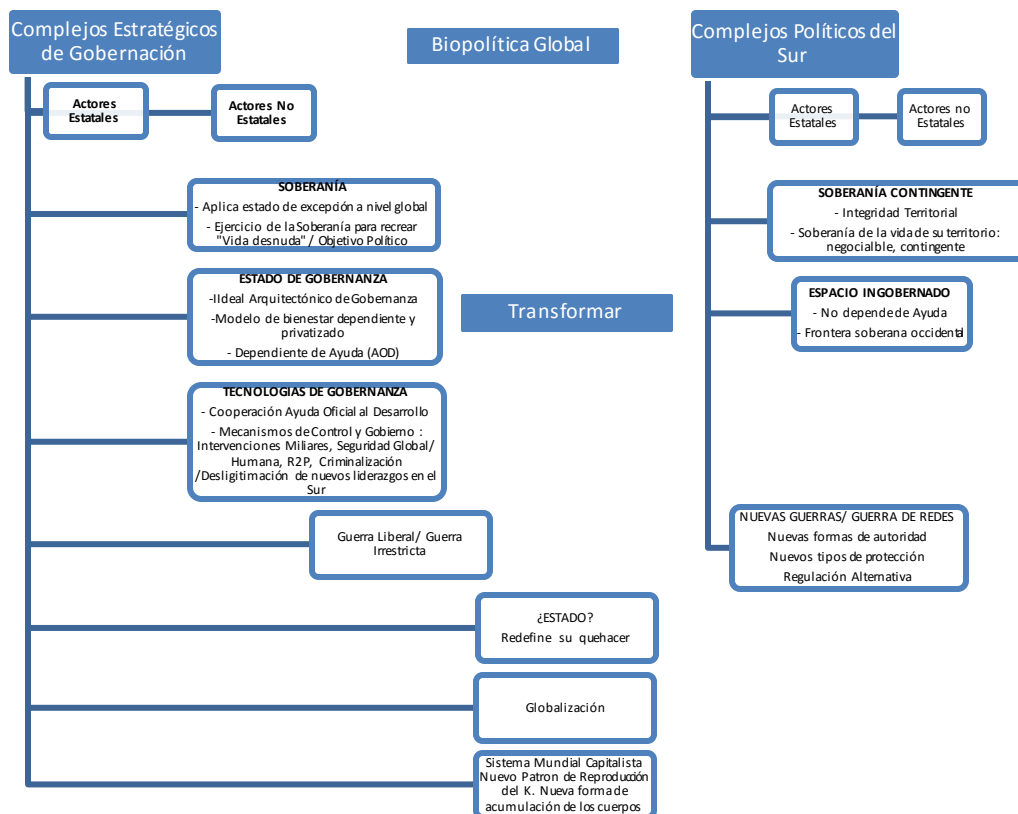 Complejos Estratégicos
de Gobernación
Biopolítica Global
Complejos Políticos del
Sur
Actores
Estatales
Actores No
Estatales
Actores
Estatales
Actores no
Estatales
SOBERANÍA
- Aplica estado de excepción a nivel global
- Ejercicio de la Soberanía para recrear
"Vida desnuda" / Objetivo Político
SOBERANÍA CONTINGENTE
- Integridad Territorial
- Soberanía de la vida de su territorio:
negocialble, contingente
ESTADO DE GOBERNANZA
-IIdeal Arquitectónico de Gobernanza
-Modelo de bienestar dependiente y
privatizado
- Dependiente de Ayuda (AOD)
Transformar
ESPACIO INGOBERNADO
- No depende de Ayuda
- Frontera soberana occidental
TECNOLOGIAS DE GOBERNANZA
- Cooperación Ayuda Oficial al Desarrollo
- Mecanismos de Control y Gobierno :
Intervenciones Miliares, Seguridad Global/
Humana, R2P, Criminalización
/Desligitimación de nuevos liderazgos en el
Sur
NUEVAS GUERRAS/ GUERRA DE REDES
Nuevas formas de autoridad
Nuevos tipos de protección
Regulación Alternativa
Guerra Liberal/ Guerra
Irrestricta
¿ESTADO?
Redefine su quehacer
Globalización
Sistema Mundial Capitalista
Nuevo Patron de Reproducción
del K. Nueva forma de
acumulación de los cuerpos